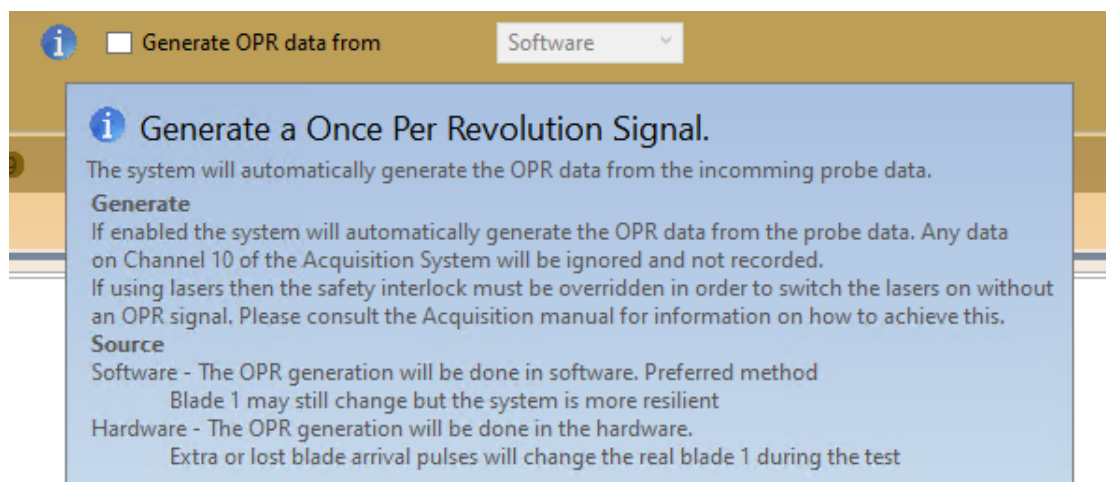 Generate OPR data from Software
Generate a Once Per Revolution Signal.
The system will automatically generate the OPR data from the incomming probe data.
Generate
If enabled the system will automatically generate the OPR data from the probe data. Any data
on Channel 10 of the Acquisition System will be ignored and not recorded.
If using lasers then the safety interlock must be overridden in order to switch the lasers on without
an OPR signal. Please consult the Acquisition manual for information on how to achieve this.
Source
Software - The OPR generation will be done in software. Preferred method
Blade 1 may still change but the system is more resilient
Hardware - The OPR generation will be done in the hardware.
Extra or lost blade arrival pulses will change the real blade 1 during the test